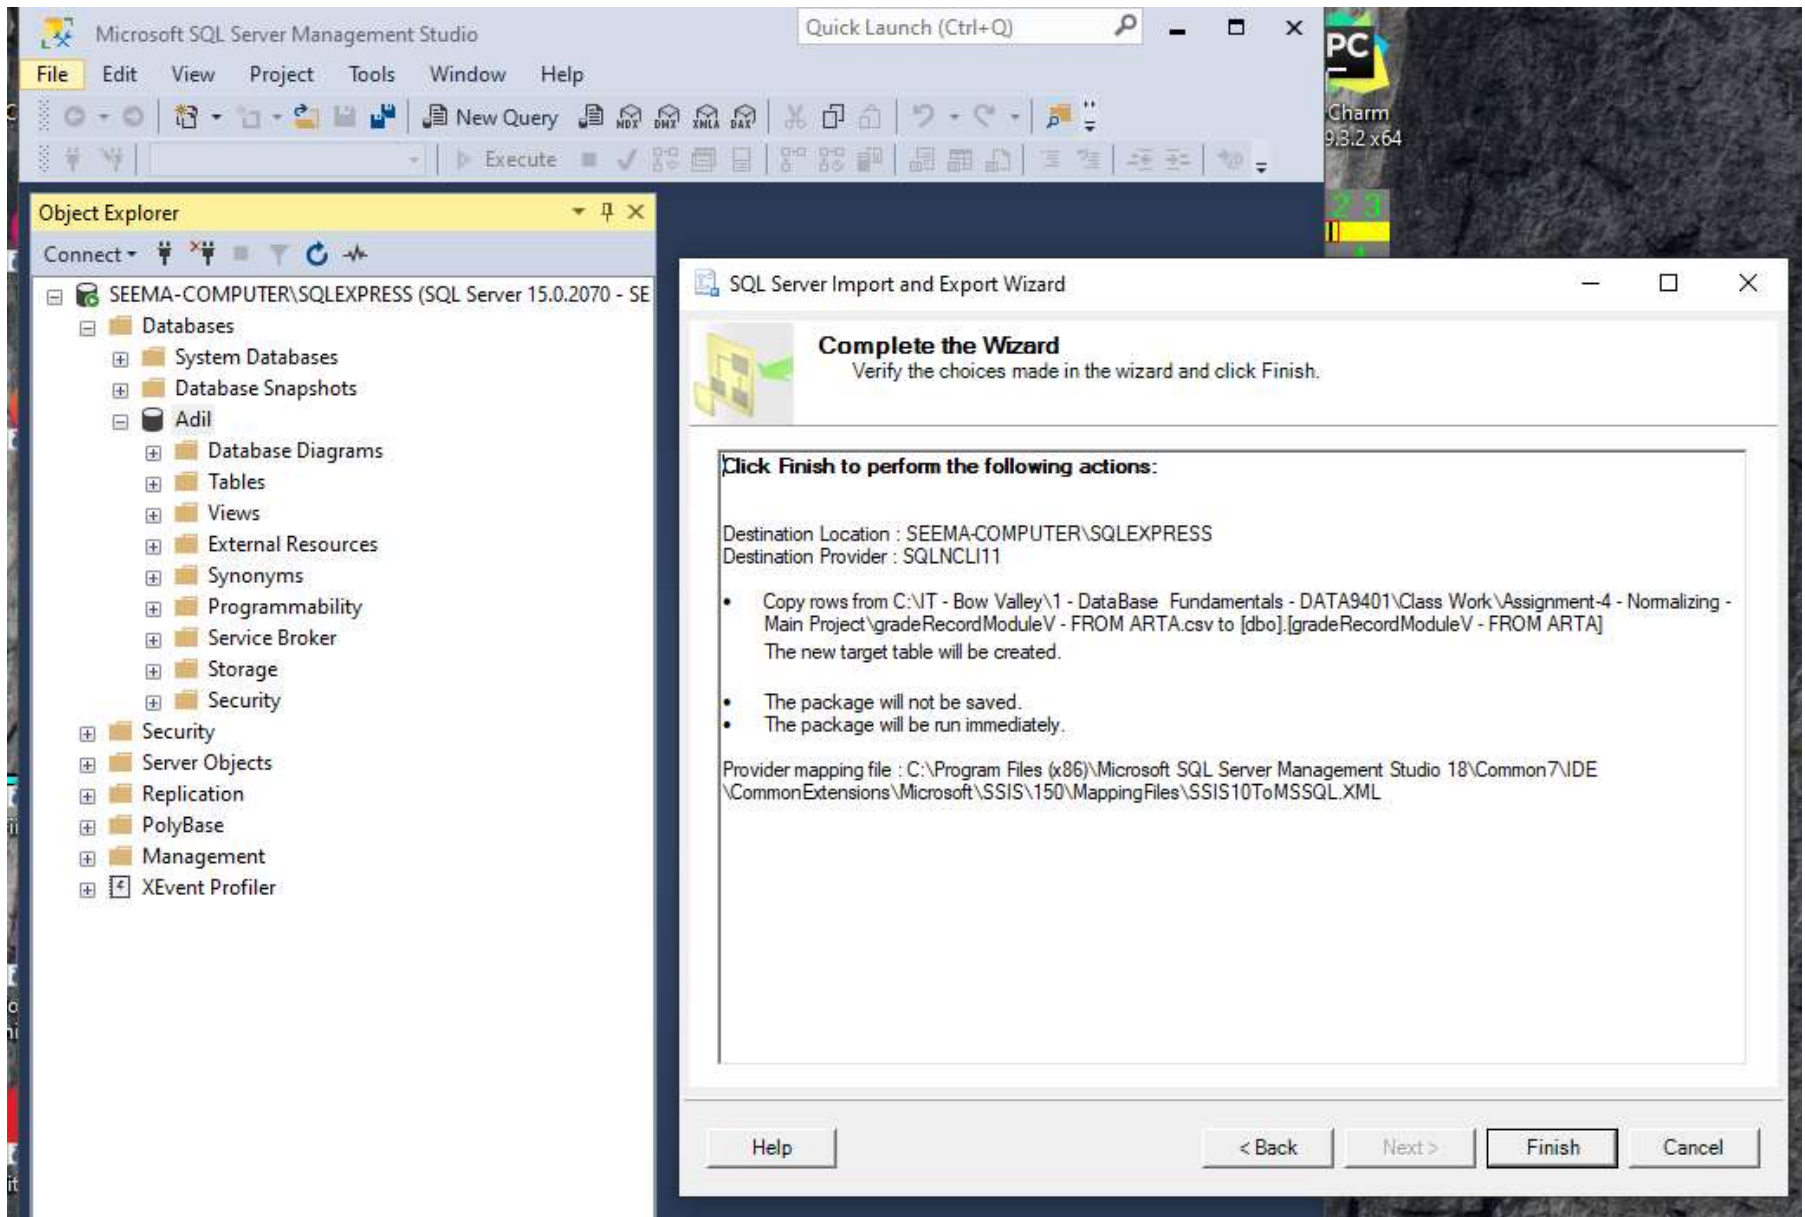 Microsoft SQL Server Management Studio
Quick Launch (Ctrl+Q)
File Edit View Project Tools Window Help
New Query MDX DMX XMLA DAX
Execute
PC
Charm
9.3.2 x64
2 3
Object Explorer
Connect
SEEMA-COMPUTER\SQLEXPRESS (SQL Server 15.0.2070 - SE
Databases
System Databases
Database Snapshots
Adil
Database Diagrams
Tables
Views
External Resources
Synonyms
Programmability
Service Broker
Storage
Security
Security
Server Objects
Replication
PolyBase
Management
XEvent Profiler
SQL Server Import and Export Wizard
Complete the Wizard
Verify the choices made in the wizard and click Finish.
Click Finish to perform the following actions:
Destination Location : SEEMA-COMPUTER\SQLEXPRESS
Destination Provider : SQLNCLI11
• Copy rows from C:\IT - Bow Valley\1 - DataBase Fundamentals - DATA9401\Class Work\Assignment-4 - Normalizing -
Main Project\gradeRecordModuleV - FROM ARTA.csv to [dbo].[gradeRecordModuleV - FROM ARTA]
The new target table will be created.
• The package will not be saved.
• The package will be run immediately.
Provider mapping file : C:\Program Files (x86)\Microsoft SQL Server Management Studio 18\Common7\IDE
\CommonExtensions\Microsoft\SSIS\150\MappingFiles\SSIS10ToMSSQL.XML
Help < Back Next > Finish Cancel